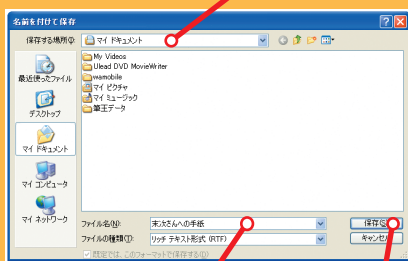 名前を付けて保存
保存する場所(I):
マイ ドキュメント
最近使ったファイル
デスクトップ
マイ ドキュメント
マイ コンピュータ
マイ ネットワーク
My Videos
Ulead DVD MovieWriter
wamobile
マイ ピクチャ
マイ ミュージック
筆王データ
ファイル名(N):
末次さんへの手紙
保存(S)
ファイルの種類(T):
リッチ テキスト形式 (RTF)
キャンセル
既定では、このフォーマットで保存する(D)